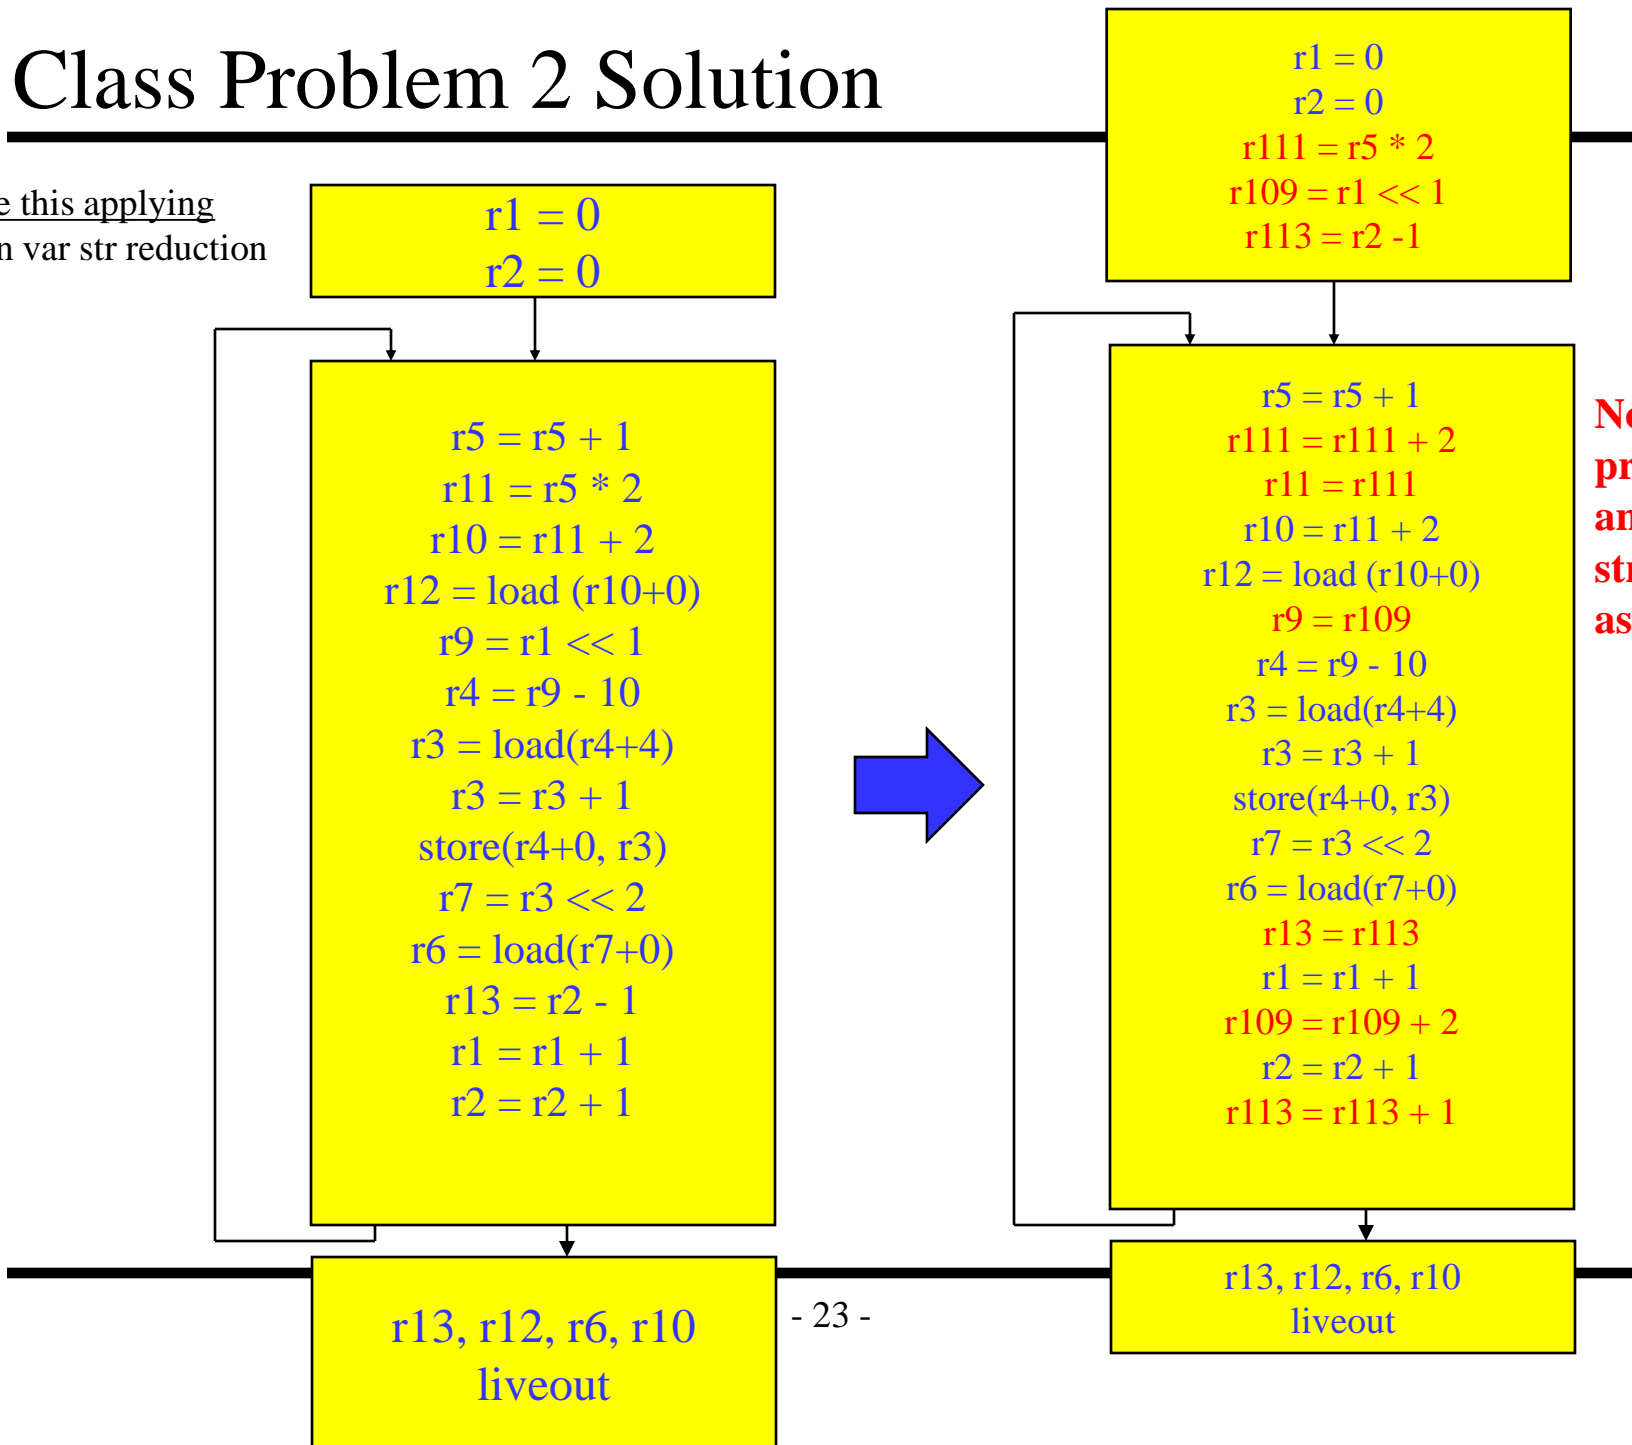 Class Problem 2 Solution
this applying
var str reduction
r1 = 0
r2 = 0
r5 = r5 + 1
r11 = r5 * 2
r10 = r11 + 2
r12 = load (r10+0)
r9 = r1 << 1
r4 = r9 - 10
r3 = load(r4+4)
r3 = r3 + 1
store(r4+0, r3)
r7 = r3 << 2
r6 = load(r7+0)
r13 = r2 - 1
r1 = r1 + 1
r2 = r2 + 1
r13, r12, r6, r10
liveout
r1 = 0
r2 = 0
r111 = r5 * 2
r109 = r1 << 1
r113 = r2 -1
r5 = r5 + 1
r111 = r111 + 2
r11 = r111
r10 = r11 + 2
r12 = load (r10+0)
r9 = r109
r4 = r9 - 10
r3 = load(r4+4)
r3 = r3 + 1
store(r4+0, r3)
r7 = r3 << 2
r6 = load(r7+0)
r13 = r113
r1 = r1 + 1
r109 = r109 + 2
r2 = r2 + 1
r113 = r113 + 1
r13, r12, r6, r10
liveout
- 23 -